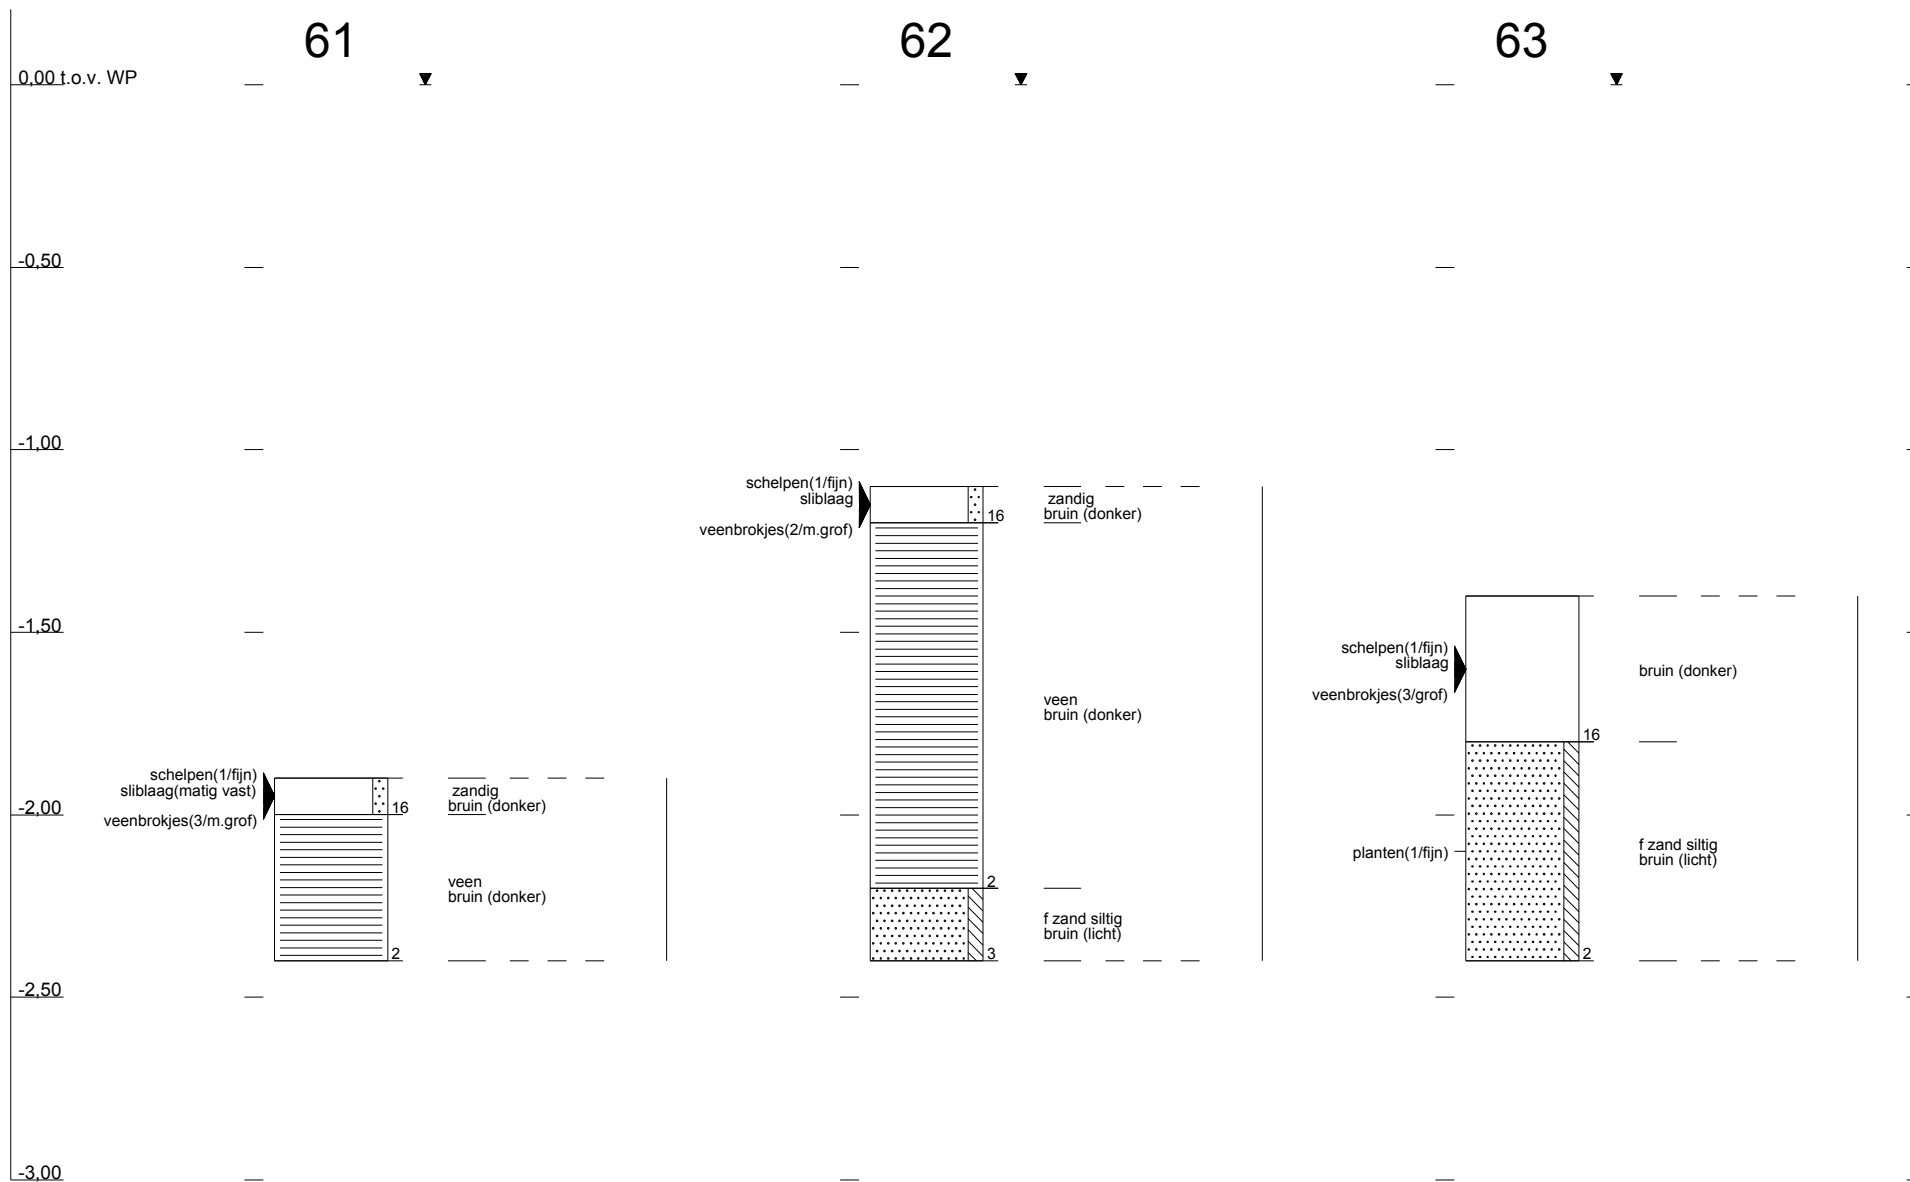 61
62
63
0,00 t.o.v. WP
-0,50
-1,00
-1,50
-2,00
-2,50
-3,00
schelpen(1/fijn)
sliblaag(matig vast)
veenbrokjes(3/m.grof)
16
2
zandig
bruin (donker)
veen
bruin (donker)
schelpen(1/fijn)
sliblaag
veenbrokjes(2/m.grof)
16
2
3
zandig
bruin (donker)
veen
bruin (donker)
f zand siltig
bruin (licht)
schelpen(1/fijn)
sliblaag
veenbrokjes(3/grof)
planten(1/fijn)
16
2
bruin (donker)
f zand siltig
bruin (licht)